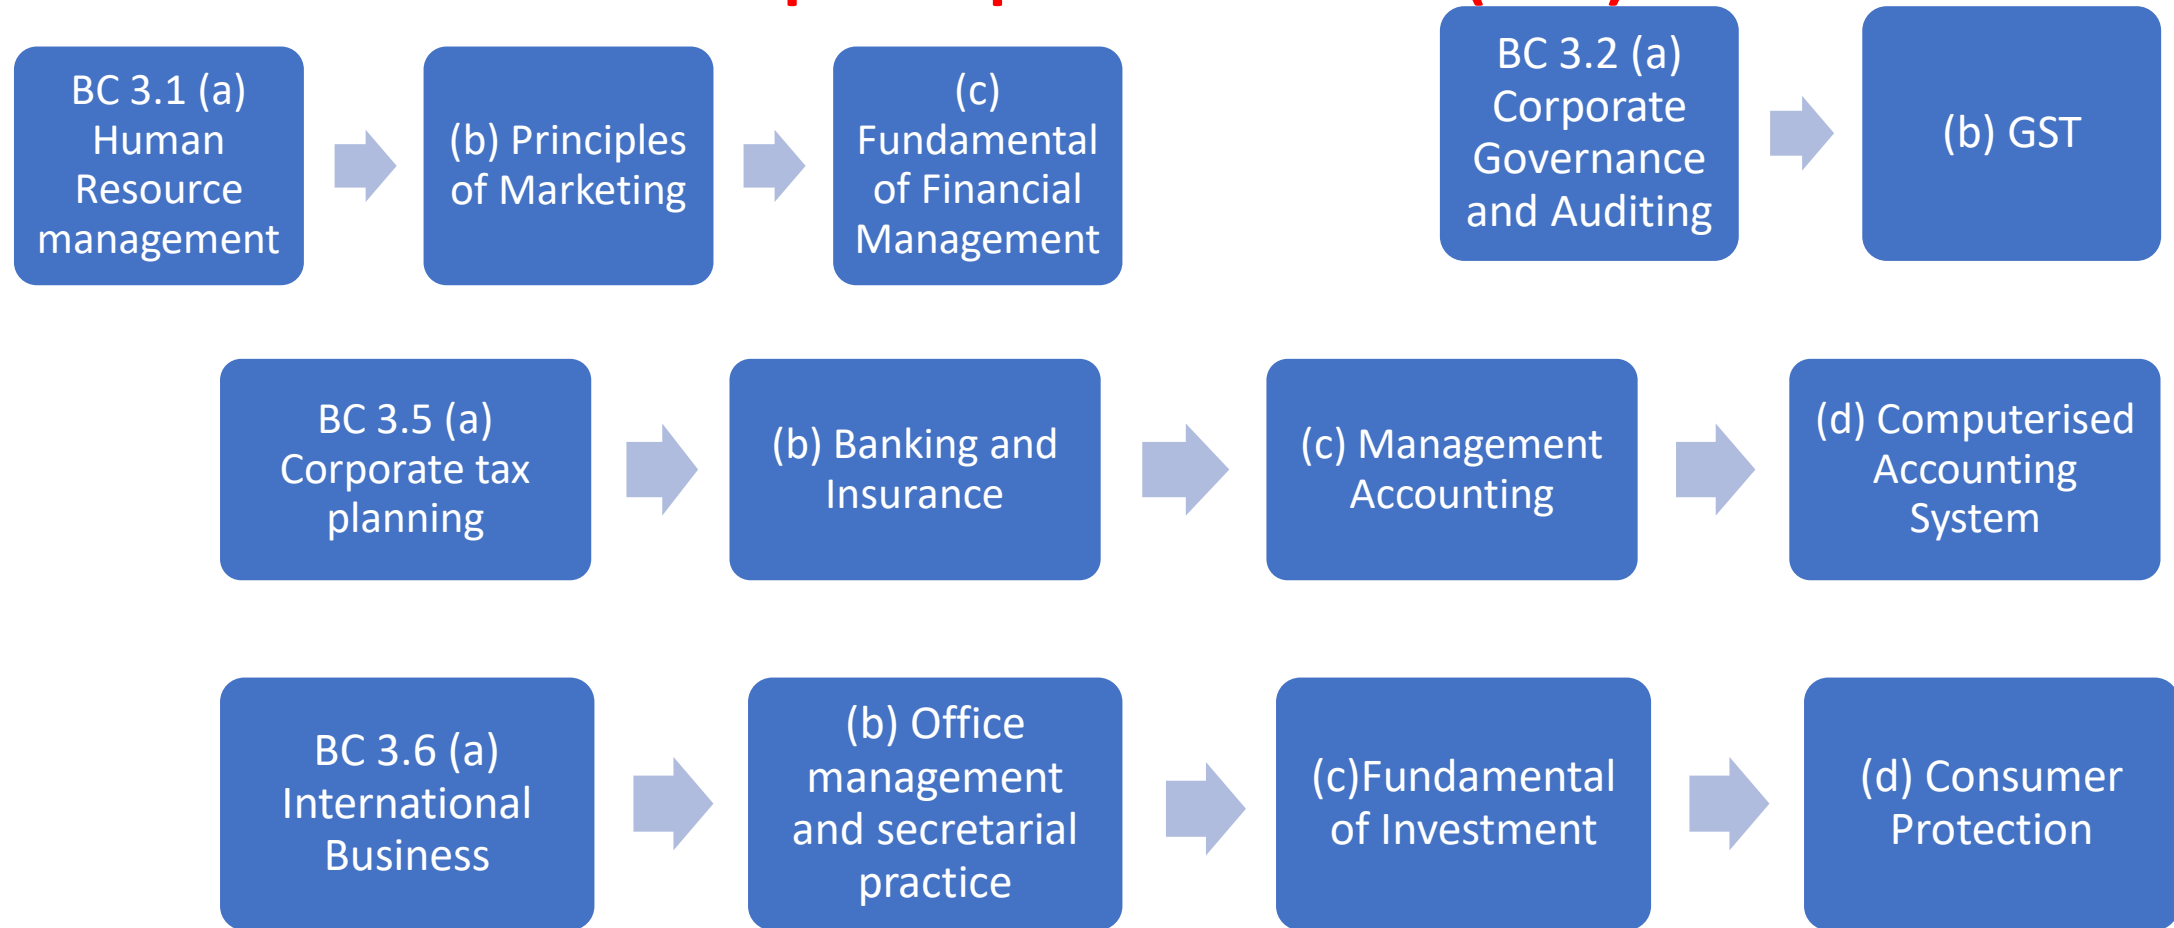 BC 3.1 (a)
Human
Resource
management
(b) Principles
of Marketing
(c)
Fundamental
of Financial
Management
BC 3.2 (a)
Corporate
Governance
and Auditing
(b) GST
BC 3.5 (a)
Corporate tax
planning
(b) Banking and
Insurance
(c) Management
Accounting
(d) Computerised
Accounting
System
BC 3.6 (a)
International
Business
(b) Office
management
and secretarial
practice
(c)Fundamental
of Investment
(d) Consumer
Protection